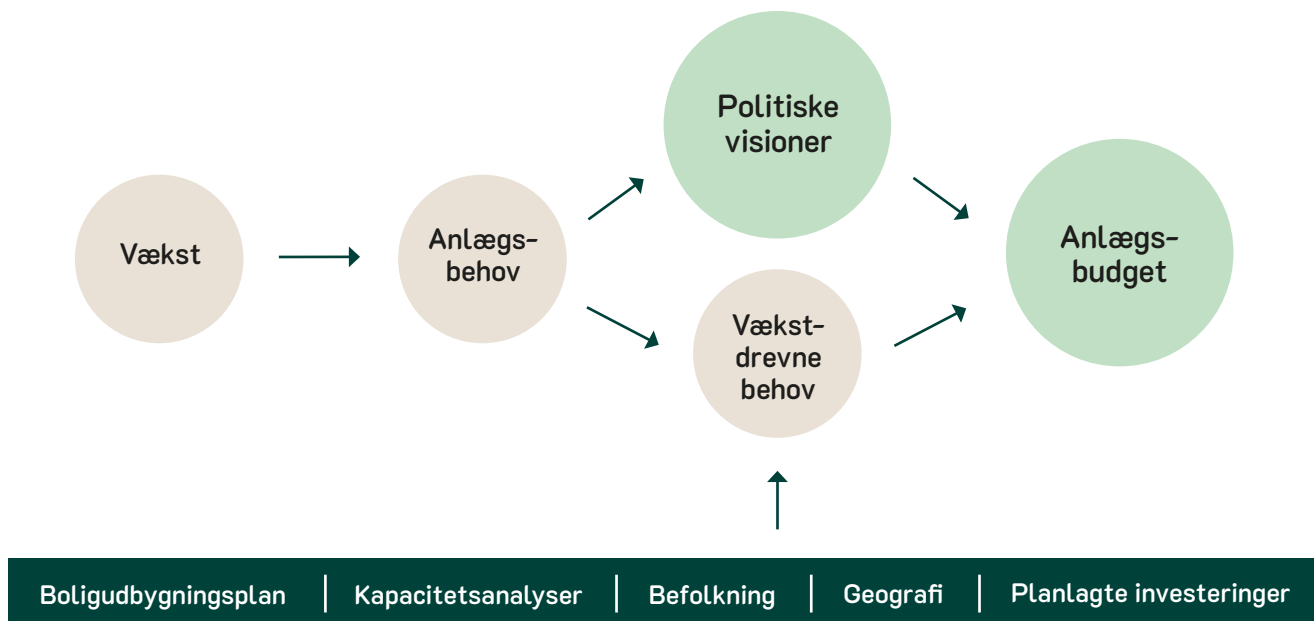 Vækst
Anlægs-
behov
Politiske
visioner
Vækst-
drevne
behov
Anlægs-
budget
Boligudbygningsplan | Kapacitetsanalyser | Befolkning | Geografi | Planlagte investeringer